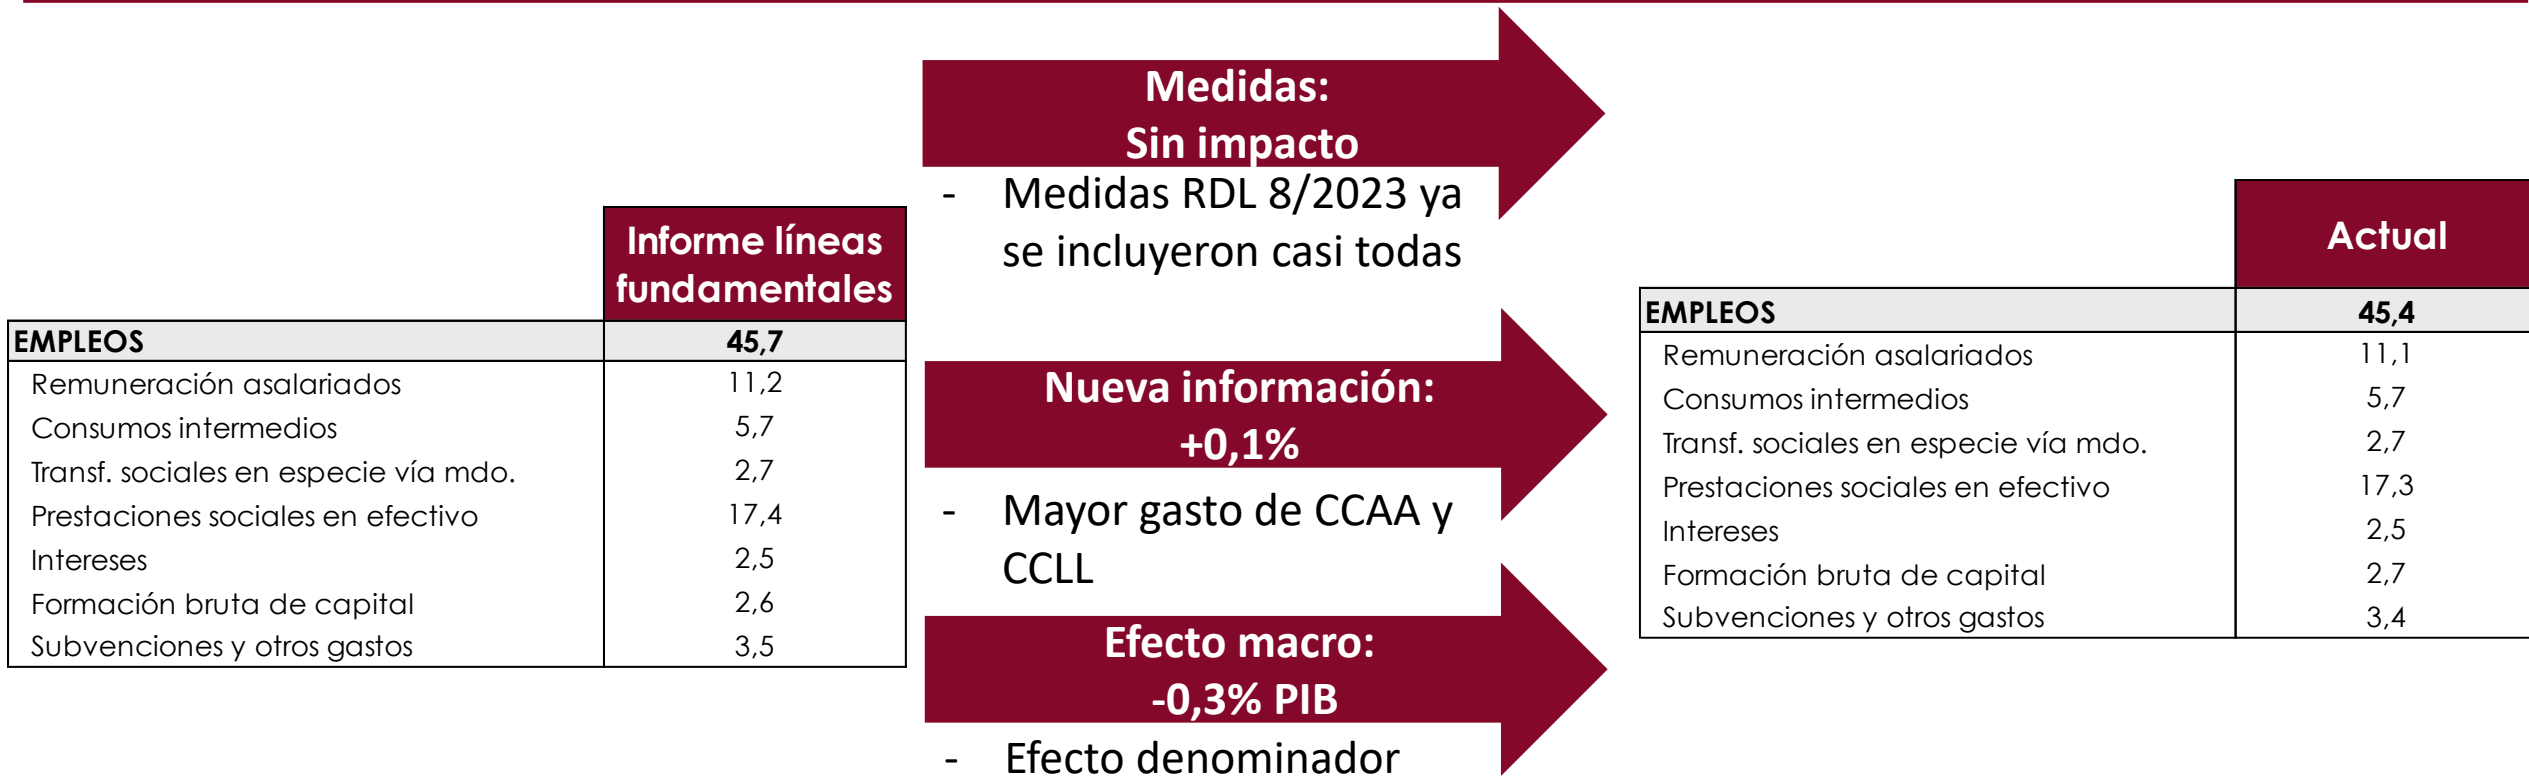 Informe líneas
fundamentales
EMPLEOS 45,7
Remuneración asalariados 11,2
Consumos intermedios 5,7
Transf. sociales en especie vía mdo. 2,7
Prestaciones sociales en efectivo 17,4
Intereses 2,5
Formación bruta de capital 2,6
Subvenciones y otros gastos 3,5
Medidas:
Sin impacto
- Medidas RDL 8/2023 ya
se incluyeron casi todas
Nueva información:
+0,1%
- Mayor gasto de CCAA y
CCLL
Efecto macro:
-0,3% PIB
- Efecto denominador
Actual
EMPLEOS 45,4
Remuneración asalariados 11,1
Consumos intermedios 5,7
Transf. sociales en especie vía mdo. 2,7
Prestaciones sociales en efectivo 17,3
Intereses 2,5
Formación bruta de capital 2,7
Subvenciones y otros gastos 3,4